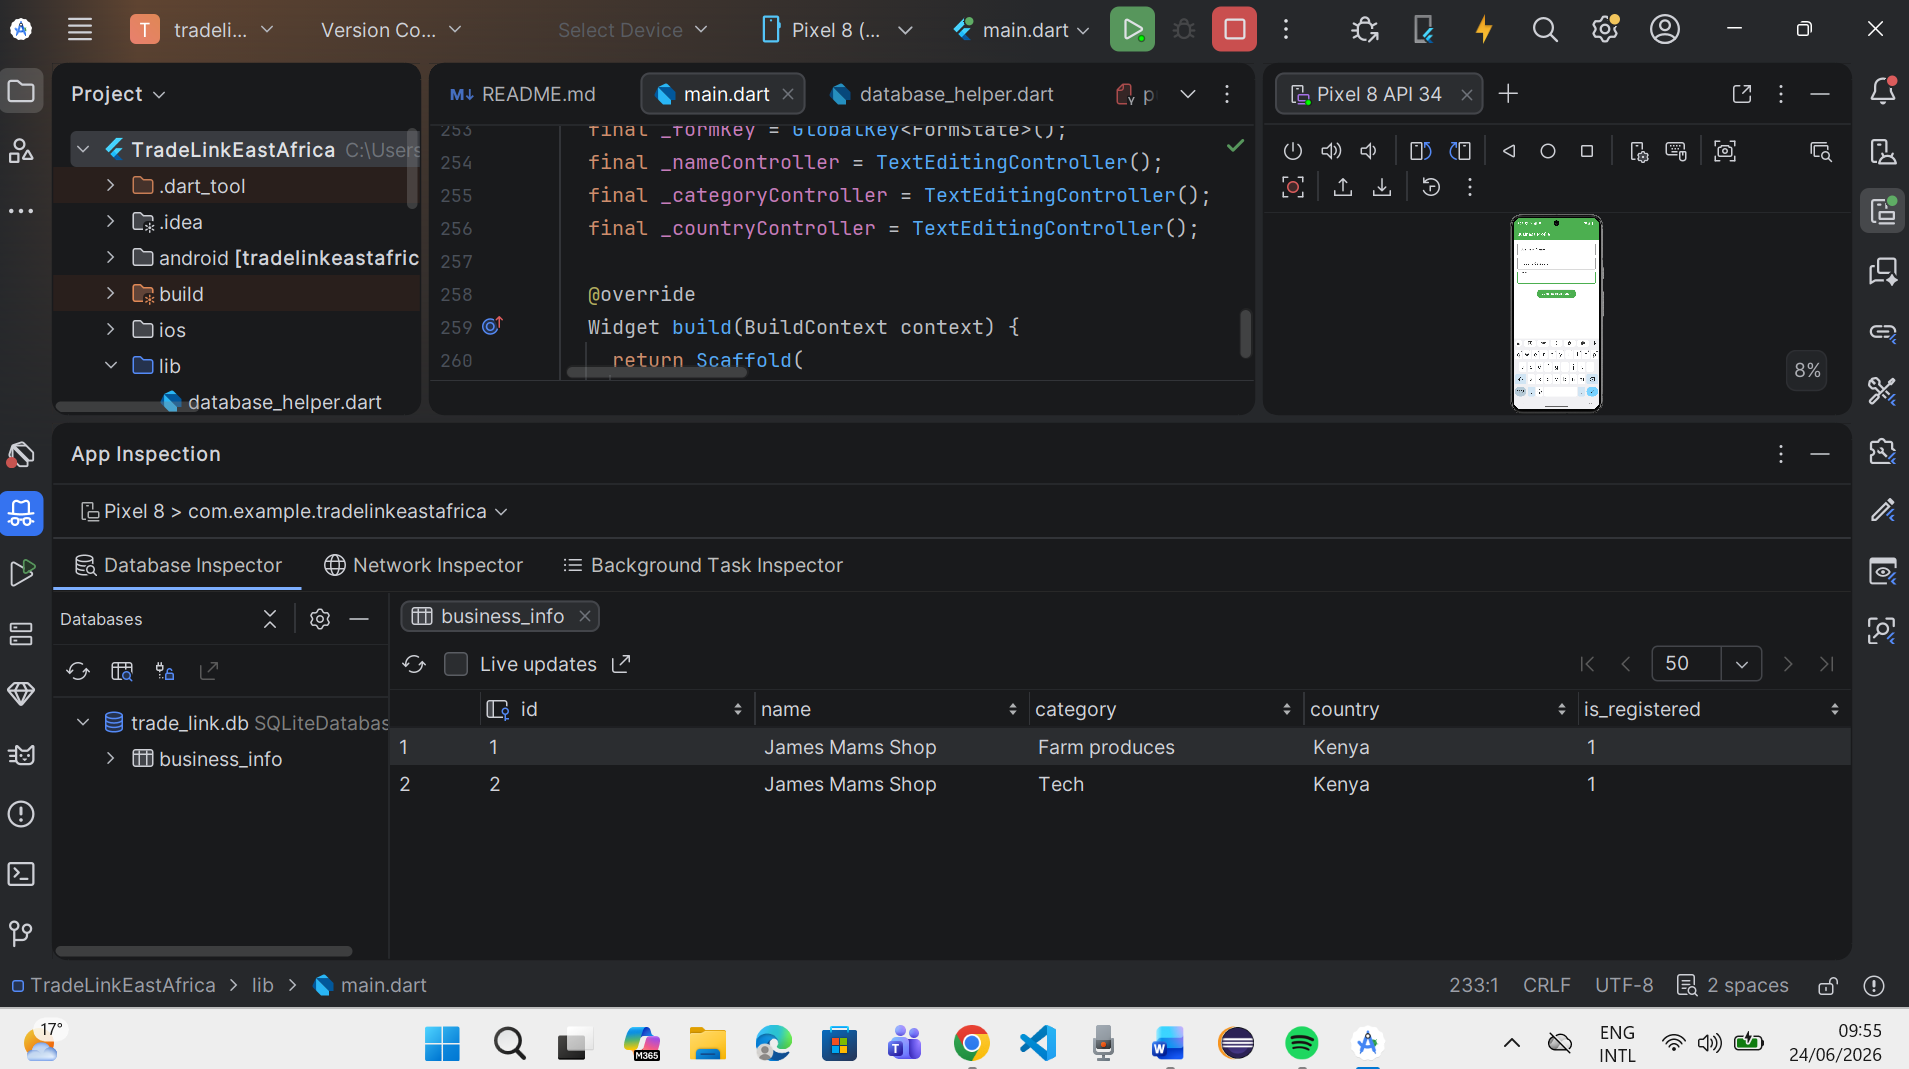 T tradeli... Version Co... Select Device Pixel 8 (... main.dart
Project
TradeLinkEastAfrica C:\Users
.dart_tool
.idea
android [tradelinkeastafric
build
ios
lib
database_helper.dart
M↓ README.md main.dart database_helper.dart
253 final _formKey = GlobalKey<FormState>();
254 final _nameController = TextEditingController();
255 final _categoryController = TextEditingController();
256 final _countryController = TextEditingController();
257
258 @override
259 Widget build(BuildContext context) {
260 return Scaffold(
Pixel 8 API 34
8%
App Inspection
Pixel 8 > com.example.tradelinkeastafrica
Database Inspector Network Inspector Background Task Inspector
Databases
trade_link.db SQLiteDatabas
business_info
business_info
Live updates 50
id name category country is_registered
1 1 James Mams Shop Farm produces Kenya 1
2 2 James Mams Shop Tech Kenya 1
TradeLinkEastAfrica > lib > main.dart 233:1 CRLF UTF-8 2 spaces
17°
M365
ENG
INTL
09:55
24/06/2026